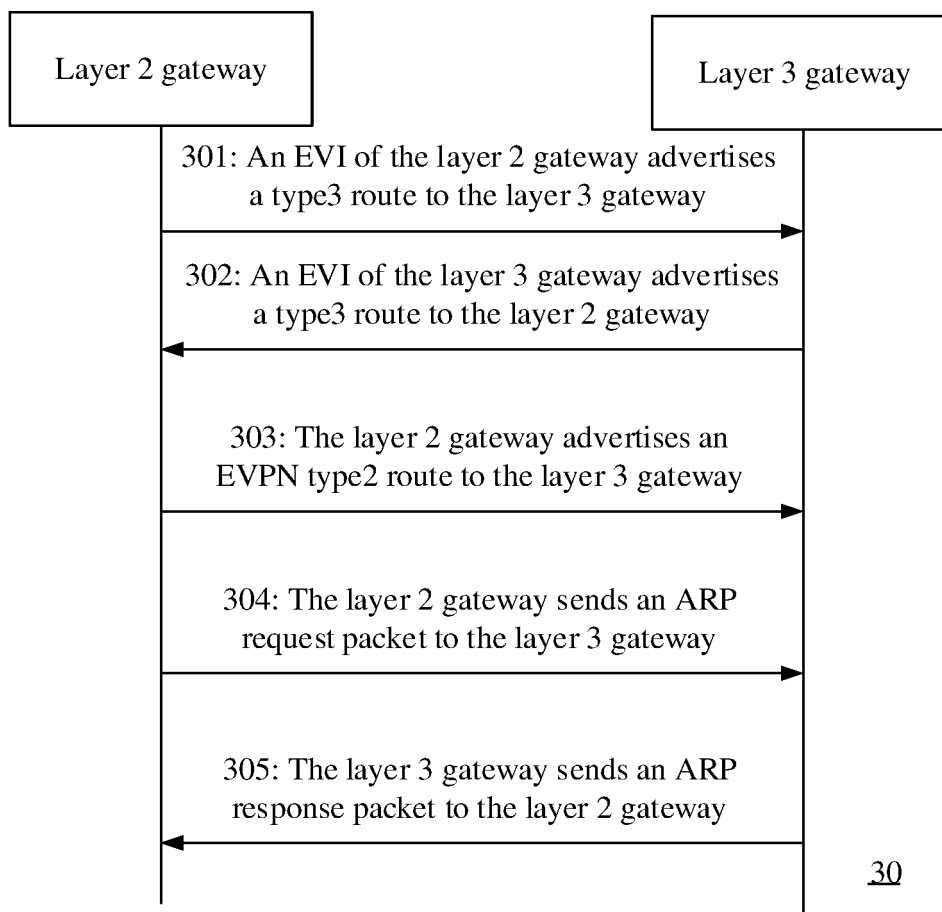 Layer 2 gateway
Layer 3 gateway
301: An EVI of the layer 2 gateway advertises
a type3 route to the layer 3 gateway
302: An EVI of the layer 3 gateway advertises
a type3 route to the layer 2 gateway
303: The layer 2 gateway advertises an
EVPN type2 route to the layer 3 gateway
304: The layer 2 gateway sends an ARP
request packet to the layer 3 gateway
305: The layer 3 gateway sends an ARP
response packet to the layer 2 gateway
30